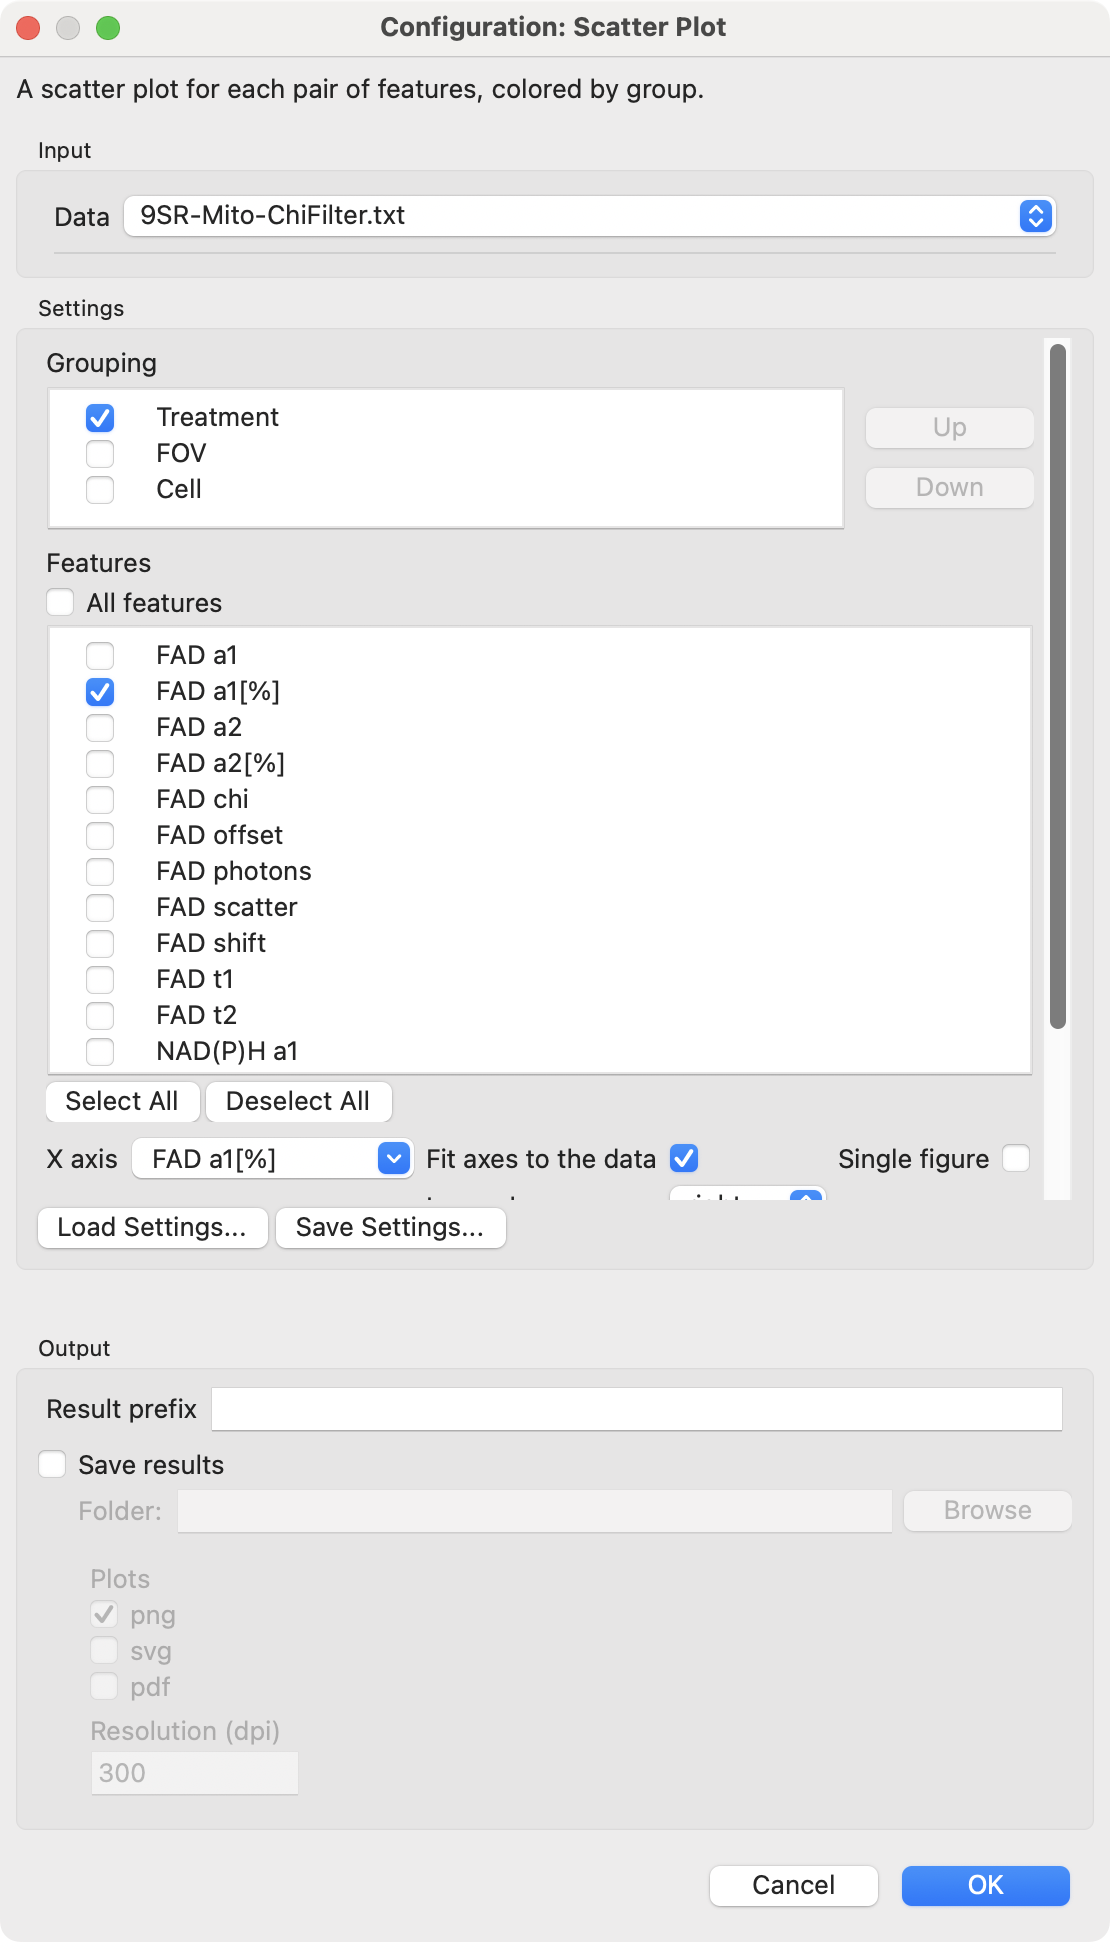 Configuration: Scatter Plot
A scatter plot for each pair of features, colored by group.
Input
Data 9SR-Mito-ChiFilter.txt
Settings
Grouping
Treatment
FOV
Cell
Up
Down
Features
All features
FAD a1
FAD a1[%]
FAD a2
FAD a2[%]
FAD chi
FAD offset
FAD photons
FAD scatter
FAD shift
FAD t1
FAD t2
NAD(P)H a1
Select All Deselect All
X axis FAD a1[%] Fit axes to the data Single figure
Load Settings... Save Settings...
Output
Result prefix
Save results
Folder: Browse
Plots
png
svg
pdf
Resolution (dpi)
300
Cancel OK